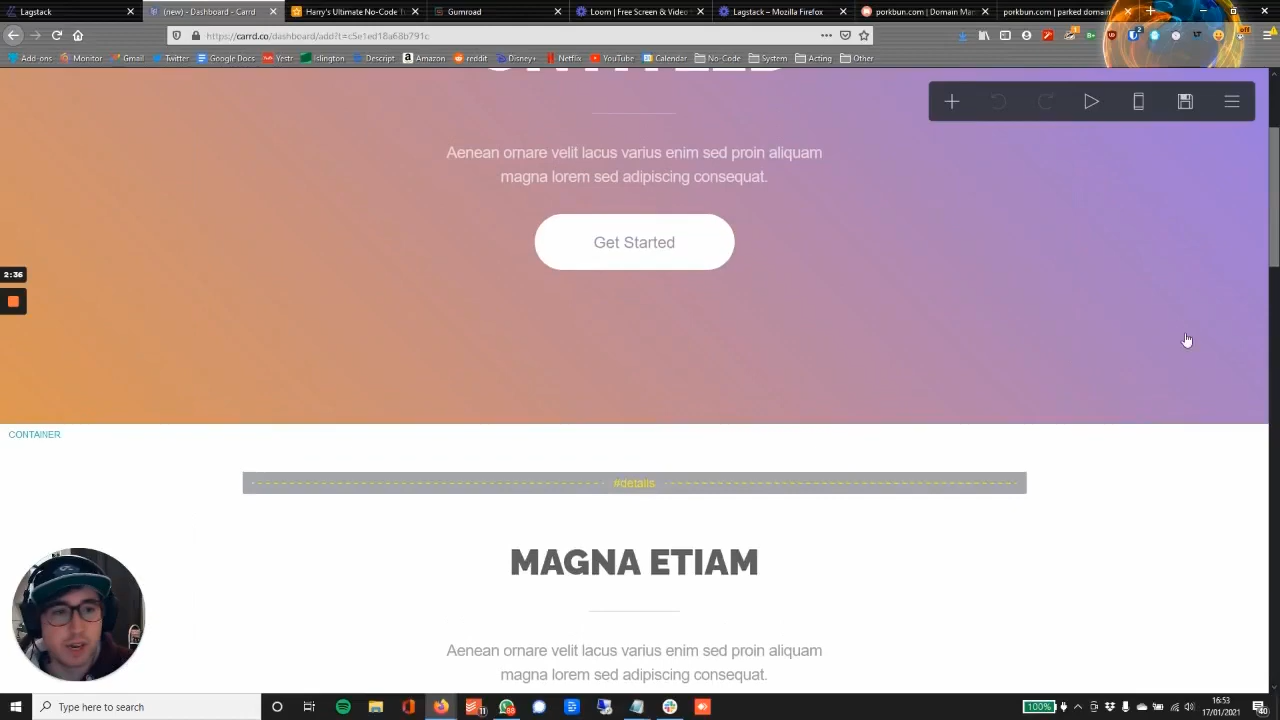 Lagstack
(new) - Dashboard - Carrd
Harry's Ultimate No-Code T
Gumroad
Loom | Free Screen & Video
Lagstack – Mozilla Firefox
porkbun.com | Domain Man
porkbun.com | parked domain
https://carrd.co/dashboard/add?t=c5e1ed18a68b791c
Add-ons
Monitor
Gmail
Twitter
Google Docs
Yestr
Islington
Descript
Amazon
reddit
Disney+
Netflix
YouTube
Calendar
No-Code
System
Acting
Other
Aenean ornare velit lacus varius enim sed proin aliquam
magna lorem sed adipiscing consequat.
Get Started
2:36
CONTAINER
#details
MAGNA ETIAM
Aenean ornare velit lacus varius enim sed proin aliquam
magna lorem sed adipiscing consequat.
Type here to search
11
88
100%
16:53
17/01/2021
40